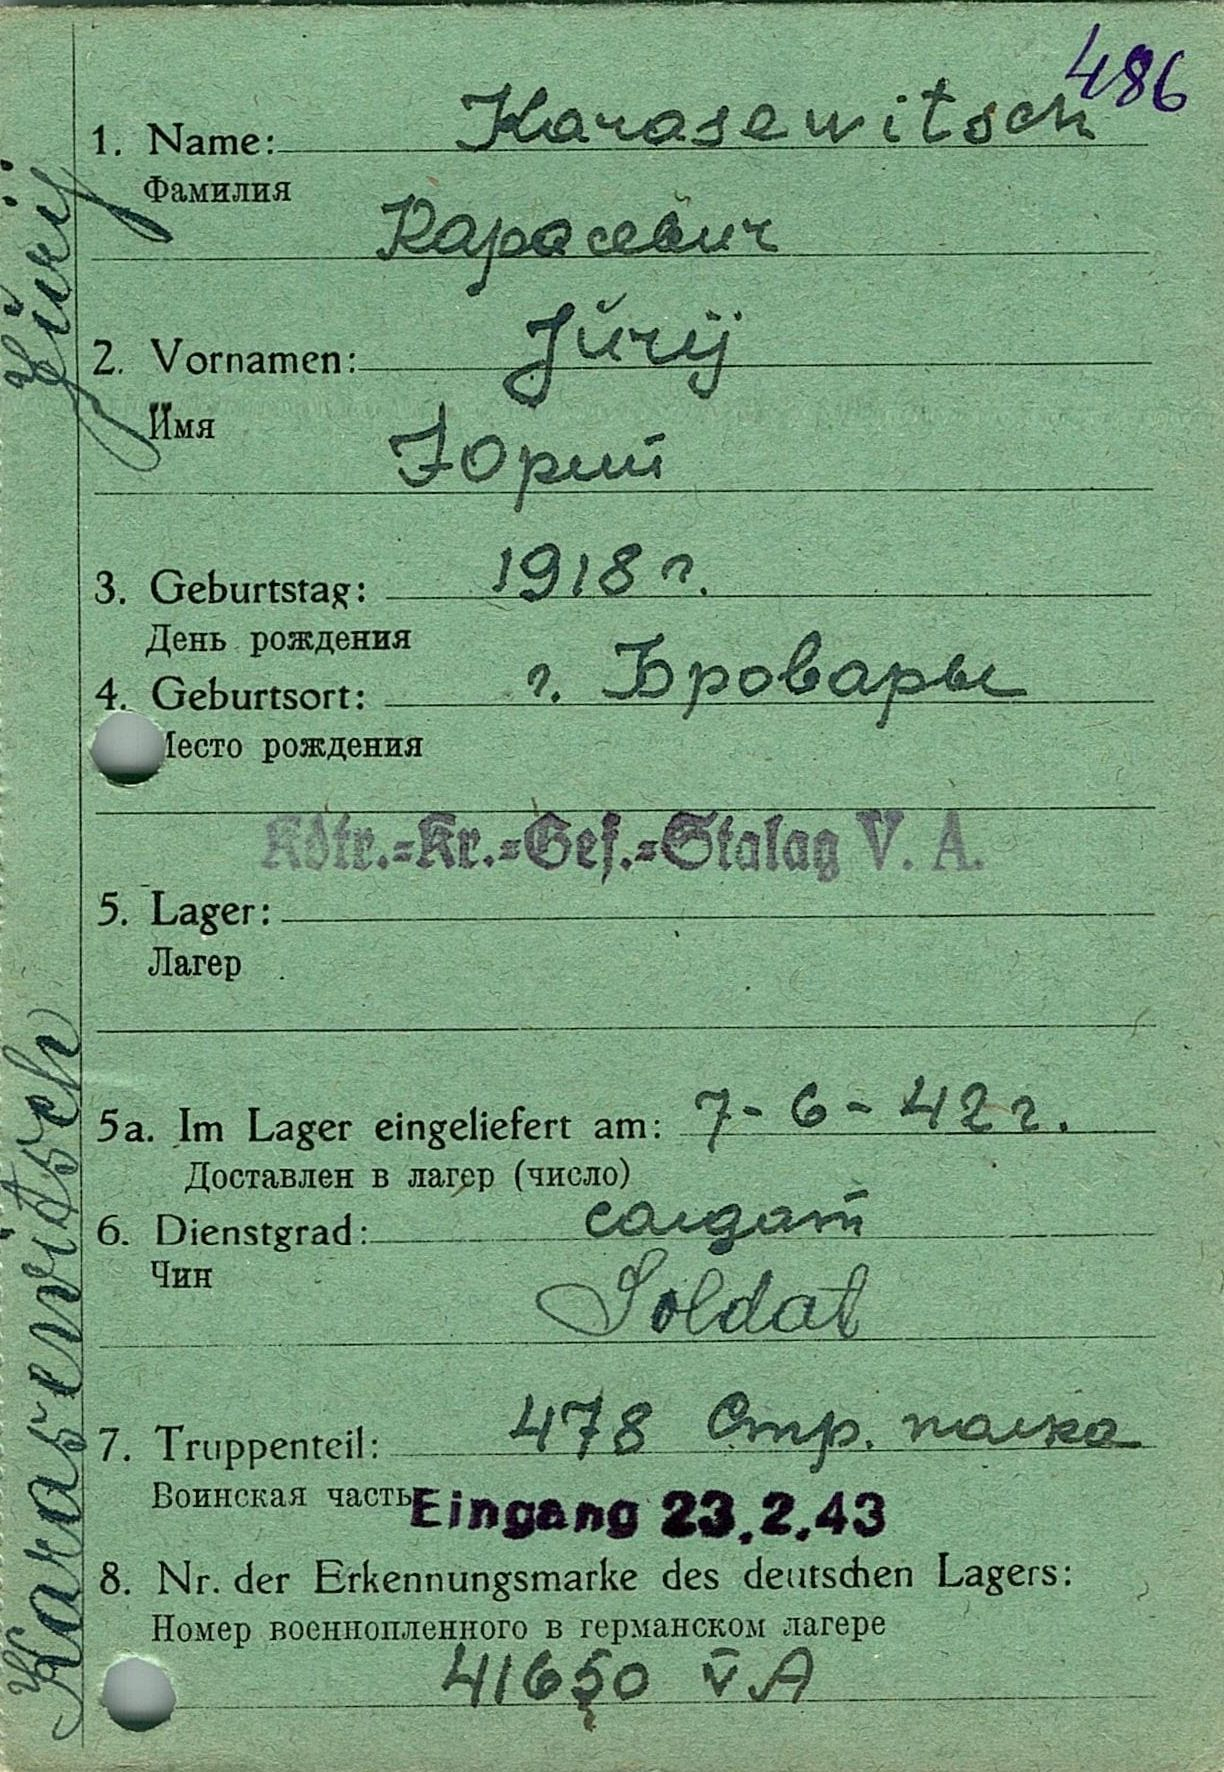 486
1. Name: Karasewitsch
Фамилия
Карасевич
2. Vornamen: Jŭrij
Имя
Юрий
3. Geburtstag: 1918 г.
День рождения
4. Geburtsort: г. Бровары
Место рождения
Kdtr.=Kr.=Gef.=Stalag V. A.
5. Lager:
Лагер
5a. Im Lager eingeliefert am: 7-6-42 г.
Доставлен в лагер (число)
6. Dienstgrad: солдат
Чин
Soldat
7. Truppenteil: 478 Стр. полка
Воинская часть
Eingang 23.2.43
8. Nr. der Erkennungsmarke des deutschen Lagers:
Номер военнопленного в германском лагере
41650 V A
Karasewitsch Jŭrij